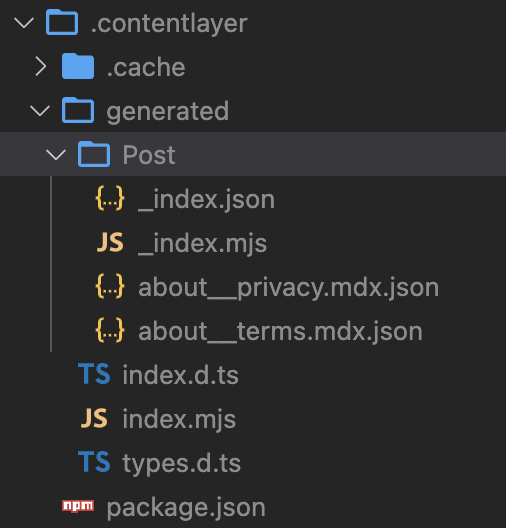 .contentlayer
.cache
generated
Post
{...} _index.json
JS _index.mjs
{...} about__privacy.mdx.json
{...} about__terms.mdx.json
TS index.d.ts
JS index.mjs
TS types.d.ts
npm package.json